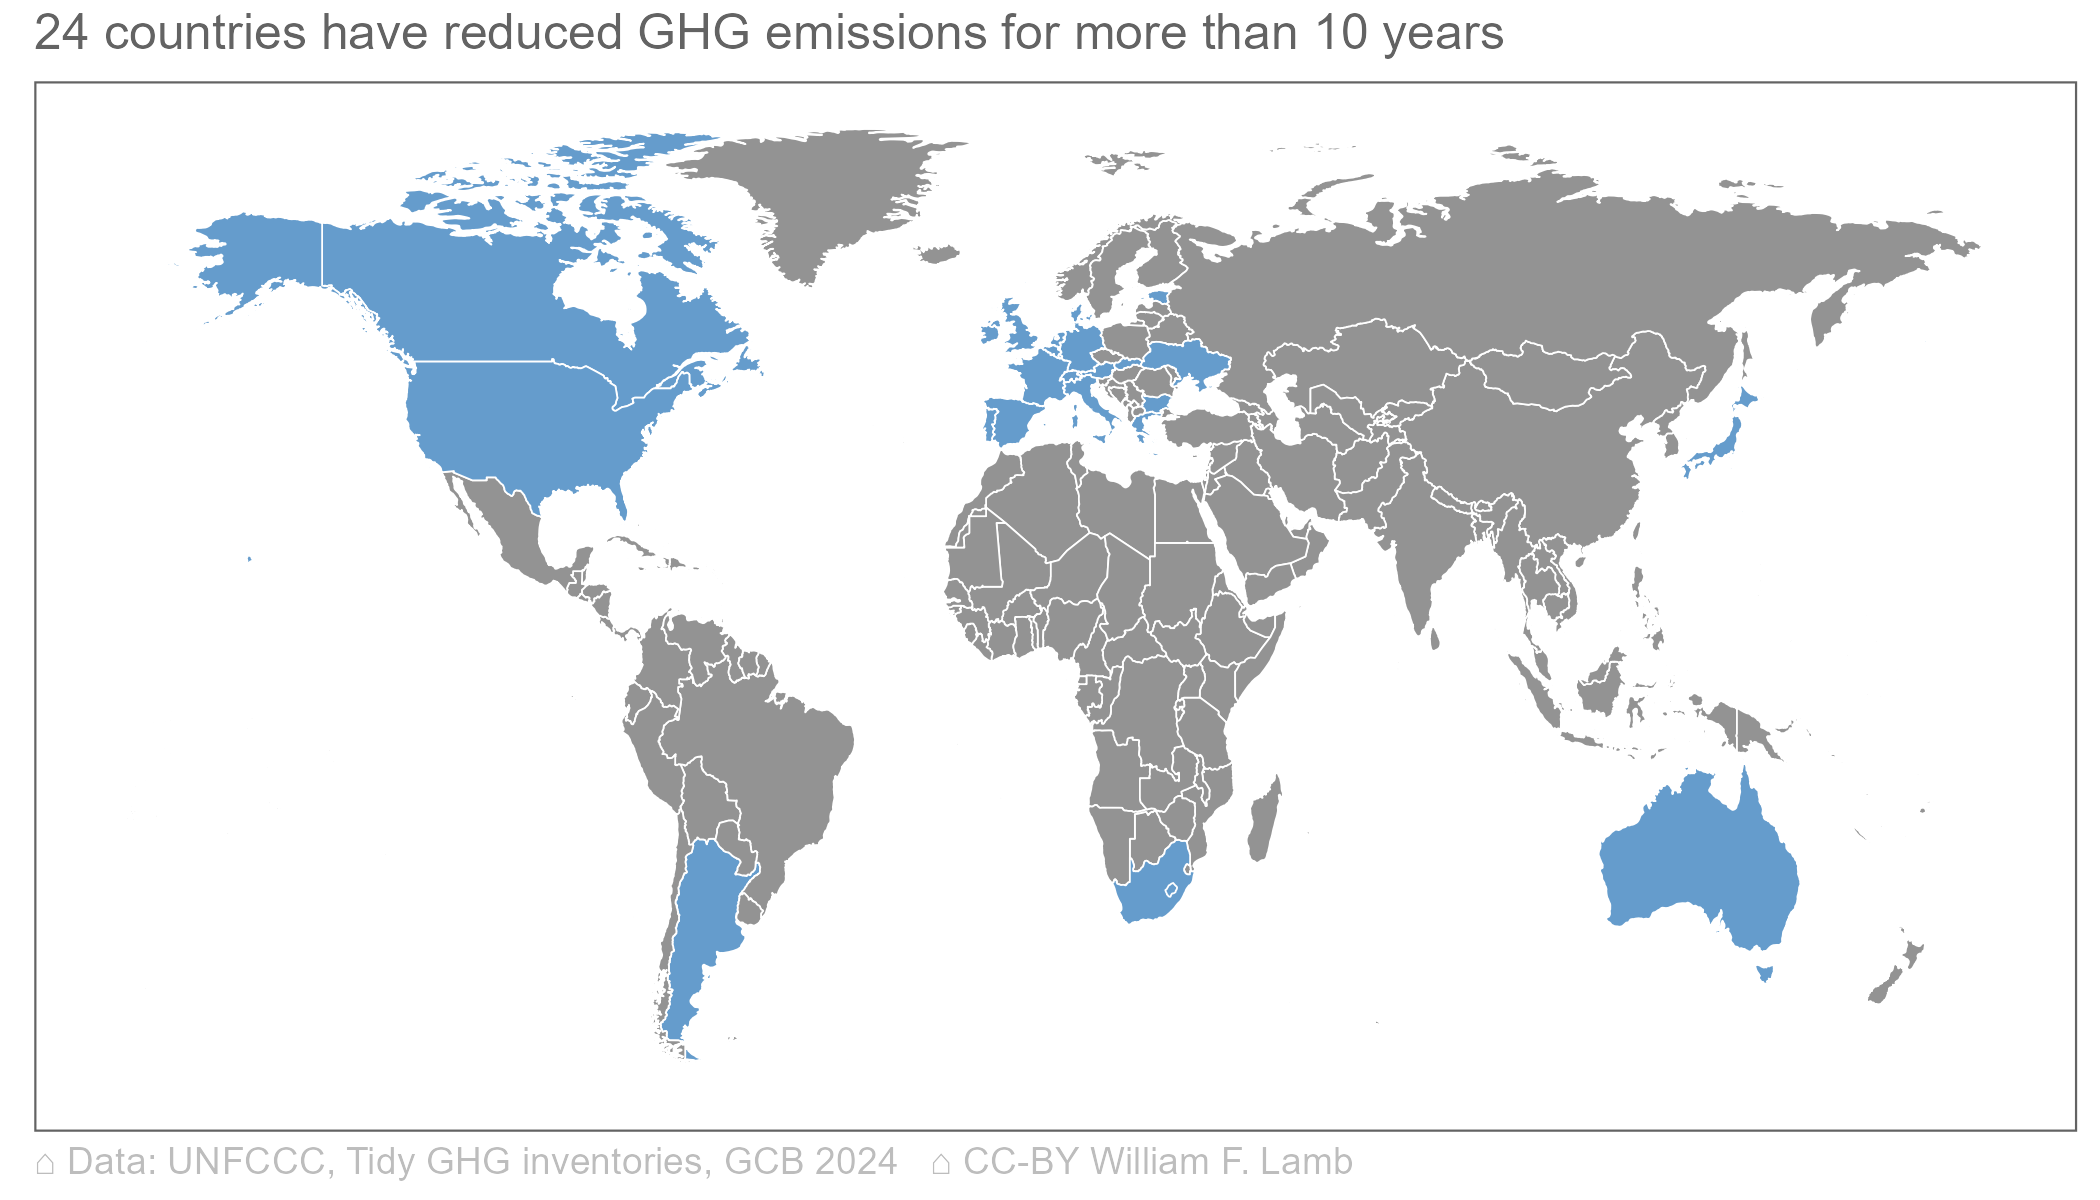 24 countries have reduced GHG emissions for more than 10 years
⌂ Data: UNFCCC, Tidy GHG inventories, GCB 2024 ⌂ CC-BY William F. Lamb